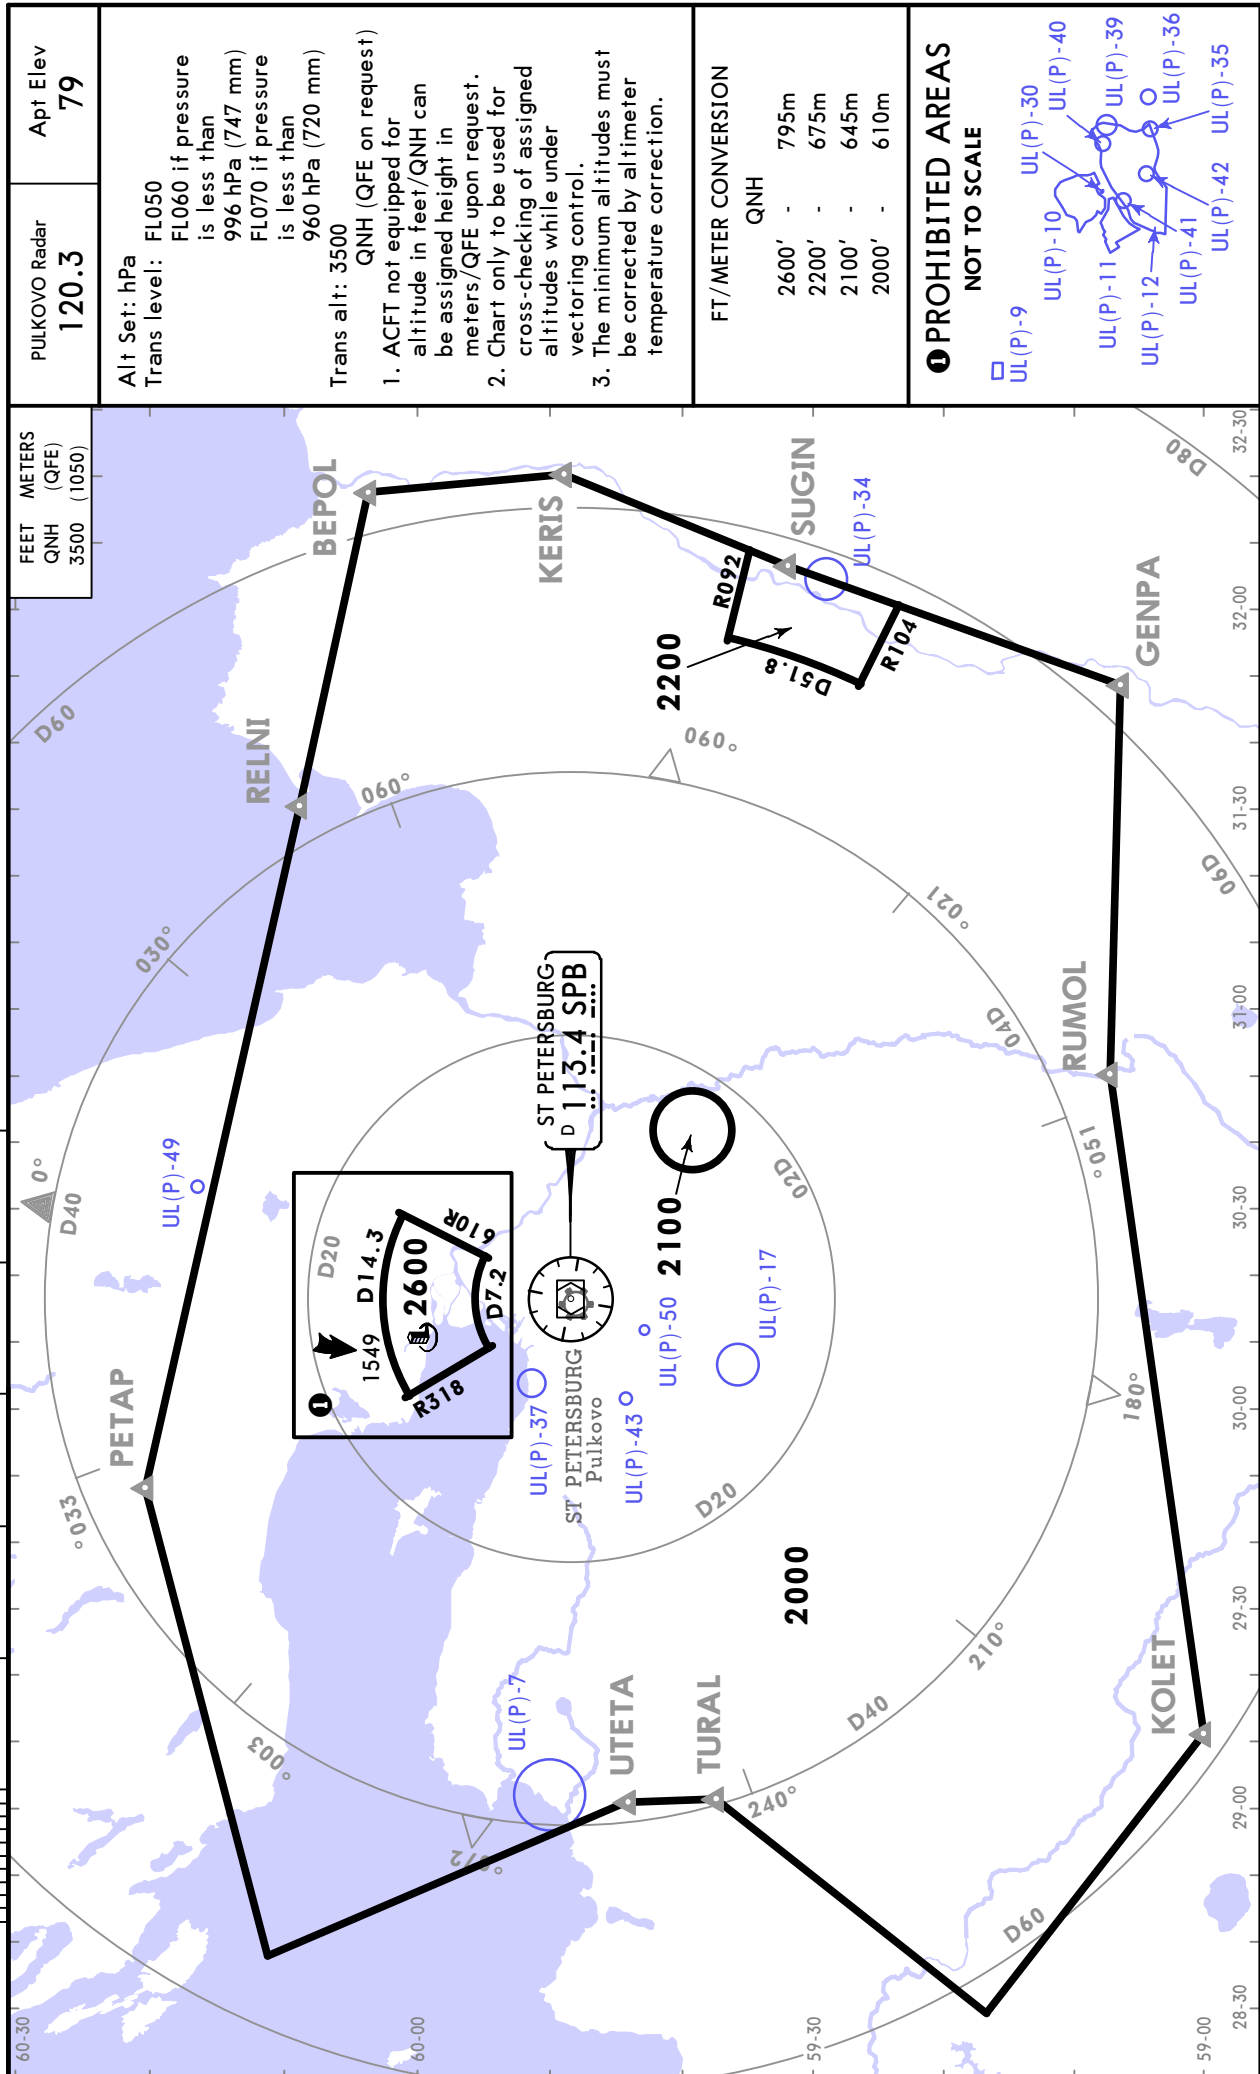 PULKOVO Radar
120.3
Apt Elev
79
Alt Set: hPa
Trans level: FL050
FL060 if pressure
is less than
996 hPa (747 mm)
FL070 if pressure
is less than
960 hPa (720 mm)
Trans alt: 3500
QNH (QFE on request)
1. ACFT not equipped for
altitude in feet/QNH can
be assigned height in
meters/QFE upon request.
2. Chart only to be used for
cross-checking of assigned
altitudes while under
vectoring control.
3. The minimum altitudes must
be corrected by altimeter
temperature correction.
FT/METER CONVERSION
QNH
2600' - 795m
2200' - 675m
2100' - 645m
2000' - 610m
1 PROHIBITED AREAS
NOT TO SCALE
UL(P)-9
UL(P)-10
UL(P)-30
UL(P)-40
UL(P)-39
UL(P)-36
UL(P)-35
UL(P)-11
UL(P)-12
UL(P)-41
UL(P)-42
FEET METERS
QNH (QFE)
3500 (1050)
60-30
60-00
59-30
59-00
28-30
29-00
29-30
30-00
30-30
31-00
31-30
32-00
32-30
PETAP
RELNI
BEPOL
KERIS
SUGIN
GENPA
RUMOL
KOLET
TURAL
UTETA
0°
030°
060°
090°
120°
150°
180°
210°
240°
270°
300°
330°
D40
D60
D20
D80
D90
D40
D20
D20
D40
D60
UL(P)-49
UL(P)-34
UL(P)-7
UL(P)-37
UL(P)-43
UL(P)-50
UL(P)-17
1
1549
D14.3
2600
R019
D7.2
R318
ST PETERSBURG
D 113.4 SPB
ST PETERSBURG
Pulkovo
2100
2000
2200
R092
D51.8
R104